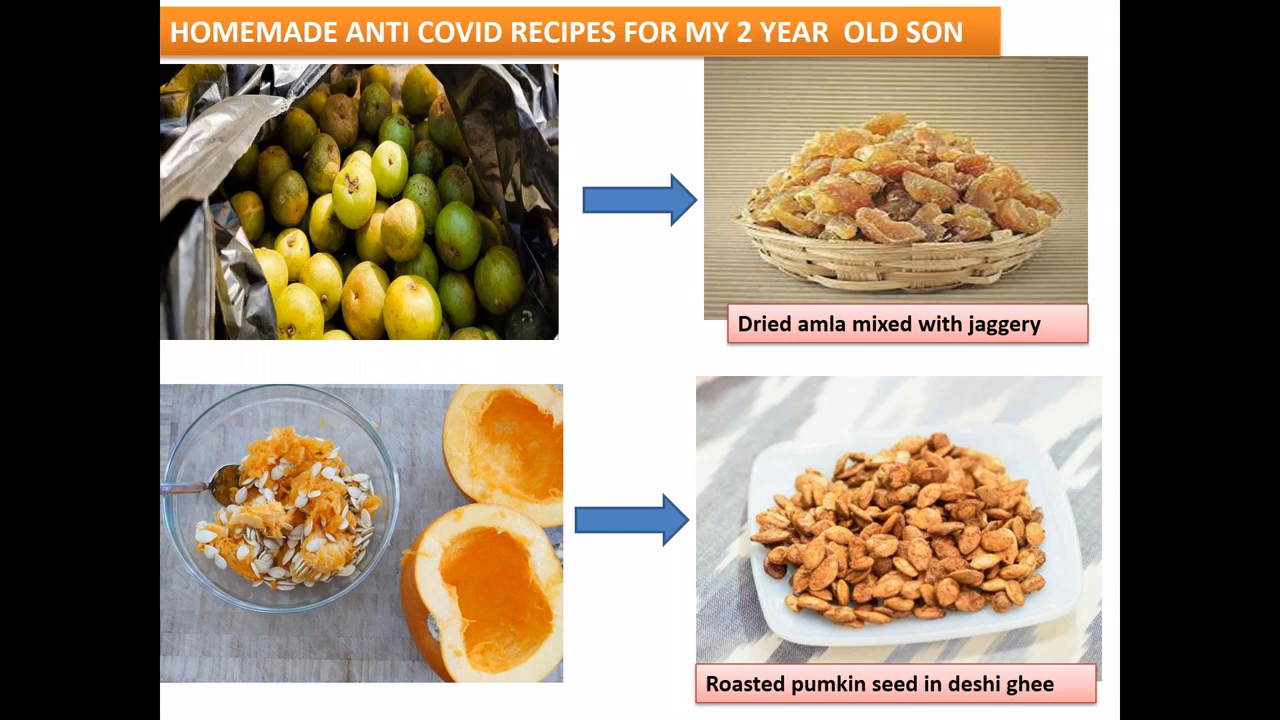 HOMEMADE ANTI COVID RECIPES FOR MY 2 YEAR OLD SON
Dried amla mixed with jaggery
Roasted pumkin seed in deshi ghee